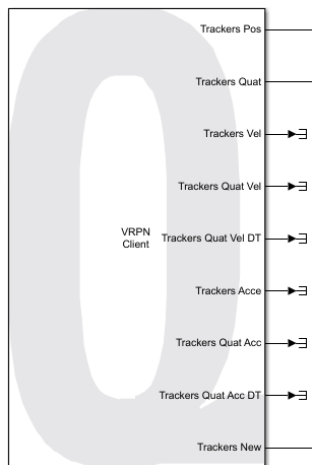 Trackers Pos
Trackers Quat
Trackers Vel
Trackers Quat Vel
VRPN
Client
Trackers Quat Vel DT
Trackers Acce
Trackers Quat Acc
Trackers Quat Acc DT
Trackers New